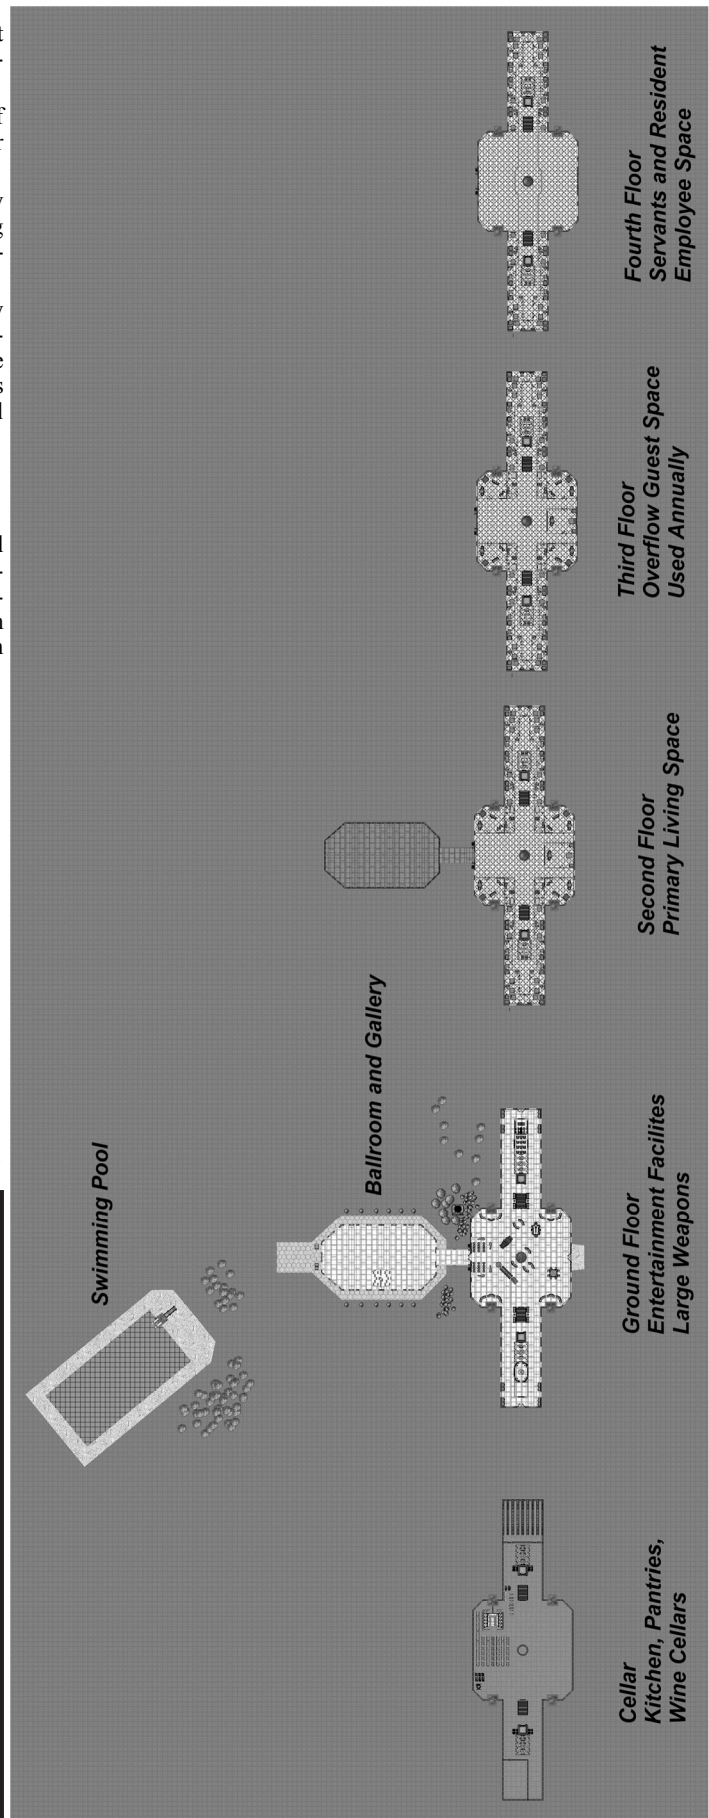 Fourth Floor
Servants and Resident
Employee Space
Third Floor
Overflow Guest Space
Used Annually
Second Floor
Primary Living Space
Ballroom and Gallery
Swimming Pool
Ground Floor
Entertainment Facilites
Large Weapons
Cellar
Kitchen, Pantries,
Wine Cellars